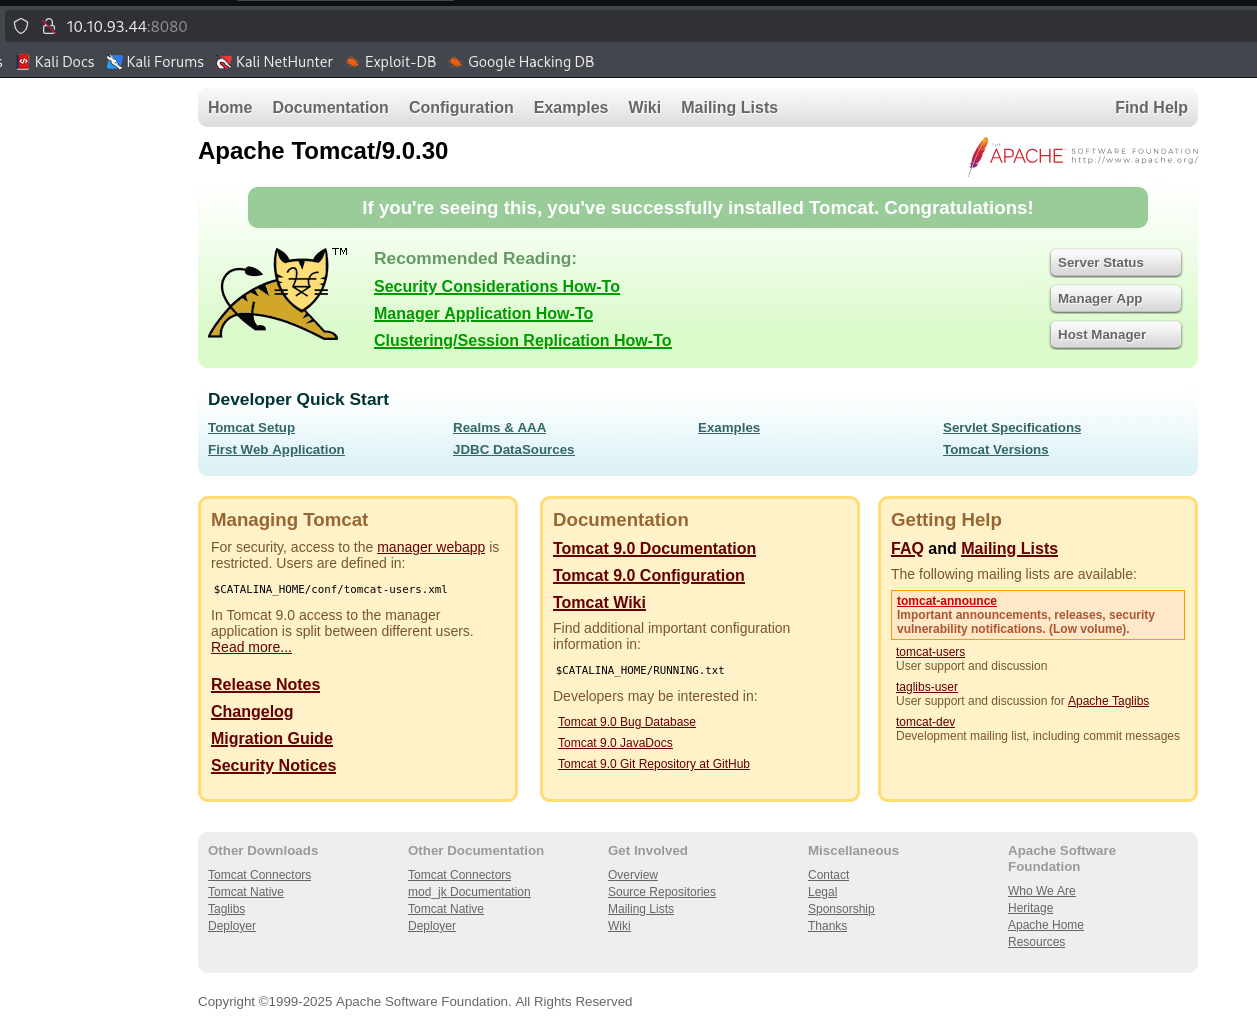 10.10.93.44:8080
Kali Docs Kali Forums Kali NetHunter Exploit-DB Google Hacking DB
Home Documentation Configuration Examples Wiki Mailing Lists Find Help
Apache Tomcat/9.0.30
THE APACHE™ SOFTWARE FOUNDATION
http://www.apache.org/
If you're seeing this, you've successfully installed Tomcat. Congratulations!
TM
Recommended Reading:
Security Considerations How-To
Manager Application How-To
Clustering/Session Replication How-To
Server Status
Manager App
Host Manager
Developer Quick Start
Tomcat Setup
First Web Application
Realms & AAA
JDBC DataSources
Examples
Servlet Specifications
Tomcat Versions
Managing Tomcat
For security, access to the manager webapp is
restricted. Users are defined in:
$CATALINA_HOME/conf/tomcat-users.xml
In Tomcat 9.0 access to the manager
application is split between different users.
Read more...
Release Notes
Changelog
Migration Guide
Security Notices
Documentation
Tomcat 9.0 Documentation
Tomcat 9.0 Configuration
Tomcat Wiki
Find additional important configuration
information in:
$CATALINA_HOME/RUNNING.txt
Developers may be interested in:
Tomcat 9.0 Bug Database
Tomcat 9.0 JavaDocs
Tomcat 9.0 Git Repository at GitHub
Getting Help
FAQ and Mailing Lists
The following mailing lists are available:
tomcat-announce
Important announcements, releases, security
vulnerability notifications. (Low volume).
tomcat-users
User support and discussion
taglibs-user
User support and discussion for Apache Taglibs
tomcat-dev
Development mailing list, including commit messages
Other Downloads
Tomcat Connectors
Tomcat Native
Taglibs
Deployer
Other Documentation
Tomcat Connectors
mod_jk Documentation
Tomcat Native
Deployer
Get Involved
Overview
Source Repositories
Mailing Lists
Wiki
Miscellaneous
Contact
Legal
Sponsorship
Thanks
Apache Software
Foundation
Who We Are
Heritage
Apache Home
Resources
Copyright ©1999-2025 Apache Software Foundation. All Rights Reserved